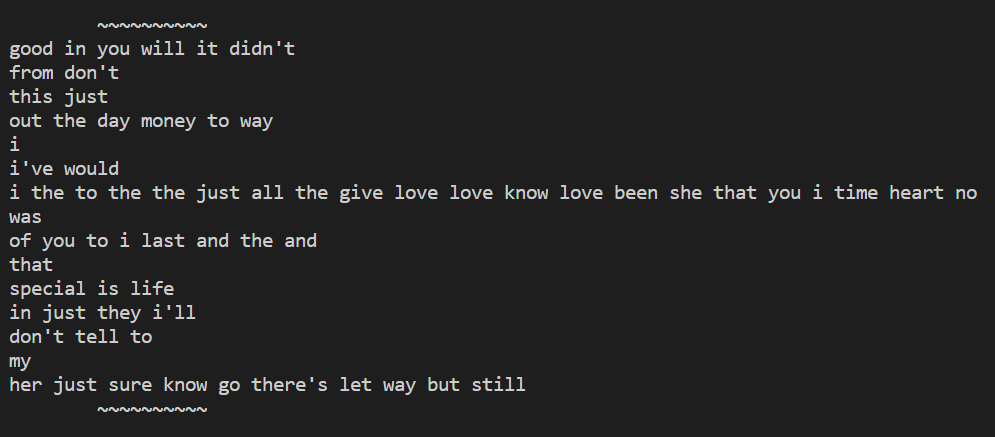 ~~~~~~~~~~
good in you will it didn't
from don't
this just
out the day money to way
i
i've would
i the to the the just all the give love love know love been she that you i time heart no
was
of you to i last and the and
that
special is life
in just they i'll
don't tell to
my
her just sure know go there's let way but still
~~~~~~~~~~